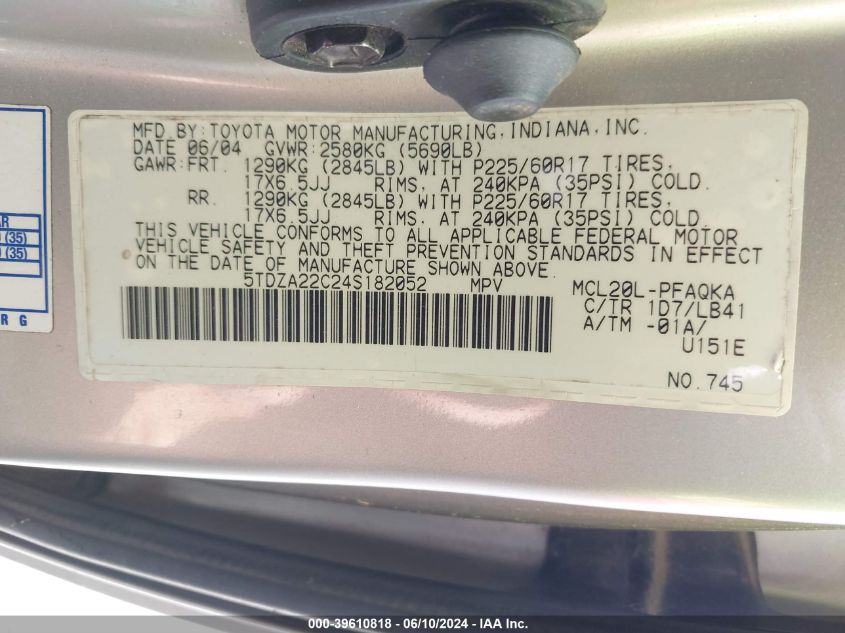 MFD.BY:TOYOTA MOTOR MANUFACTURING,INDIANA,INC.
DATE 06/04 GVWR:2580KG (5690LB)
GAWR:FRT. 1290KG (2845LB) WITH P225/60R17 TIRES,
17X6.5JJ RIMS, AT 240KPA (35PSI) COLD.
RR. 1290KG (2845LB) WITH P225/60R17 TIRES,
17X6.5JJ RIMS, AT 240KPA (35PSI) COLD.
THIS VEHICLE CONFORMS TO ALL APPLICABLE FEDERAL MOTOR
VEHICLE SAFETY AND THEFT PREVENTION STANDARDS IN EFFECT
ON THE DATE OF MANUFACTURE SHOWN ABOVE.
5TDZA22C24S182052 MPV
MCL20L-PFAQKA
C/TR 1D7/LB41
A/TM -01A/
U151E
NO.745
(35)
(35)
R G
000-39610818 - 06/10/2024 - IAA Inc.